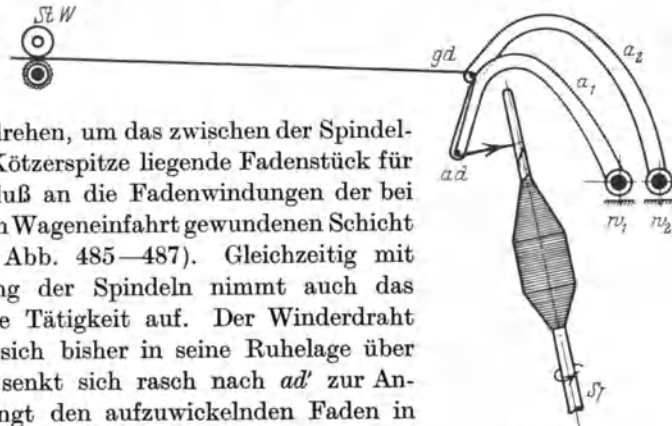 St W
gd
a₂
a₁
ad
w₁
w₂
Sp
drehen, um das zwischen der Spindel-
Kötzerspitze liegende Fadenstück für
luß an die Fadenwindungen der bei
n Wageneinfahrt gewundenen Schicht
Abb. 485—487). Gleichzeitig mit
ng der Spindeln nimmt auch das
e Tätigkeit auf. Der Winderdraht
sich bisher in seine Ruhelage über
senkt sich rasch nach ad′ zur An-
ngt den aufzuwickelnden Faden in